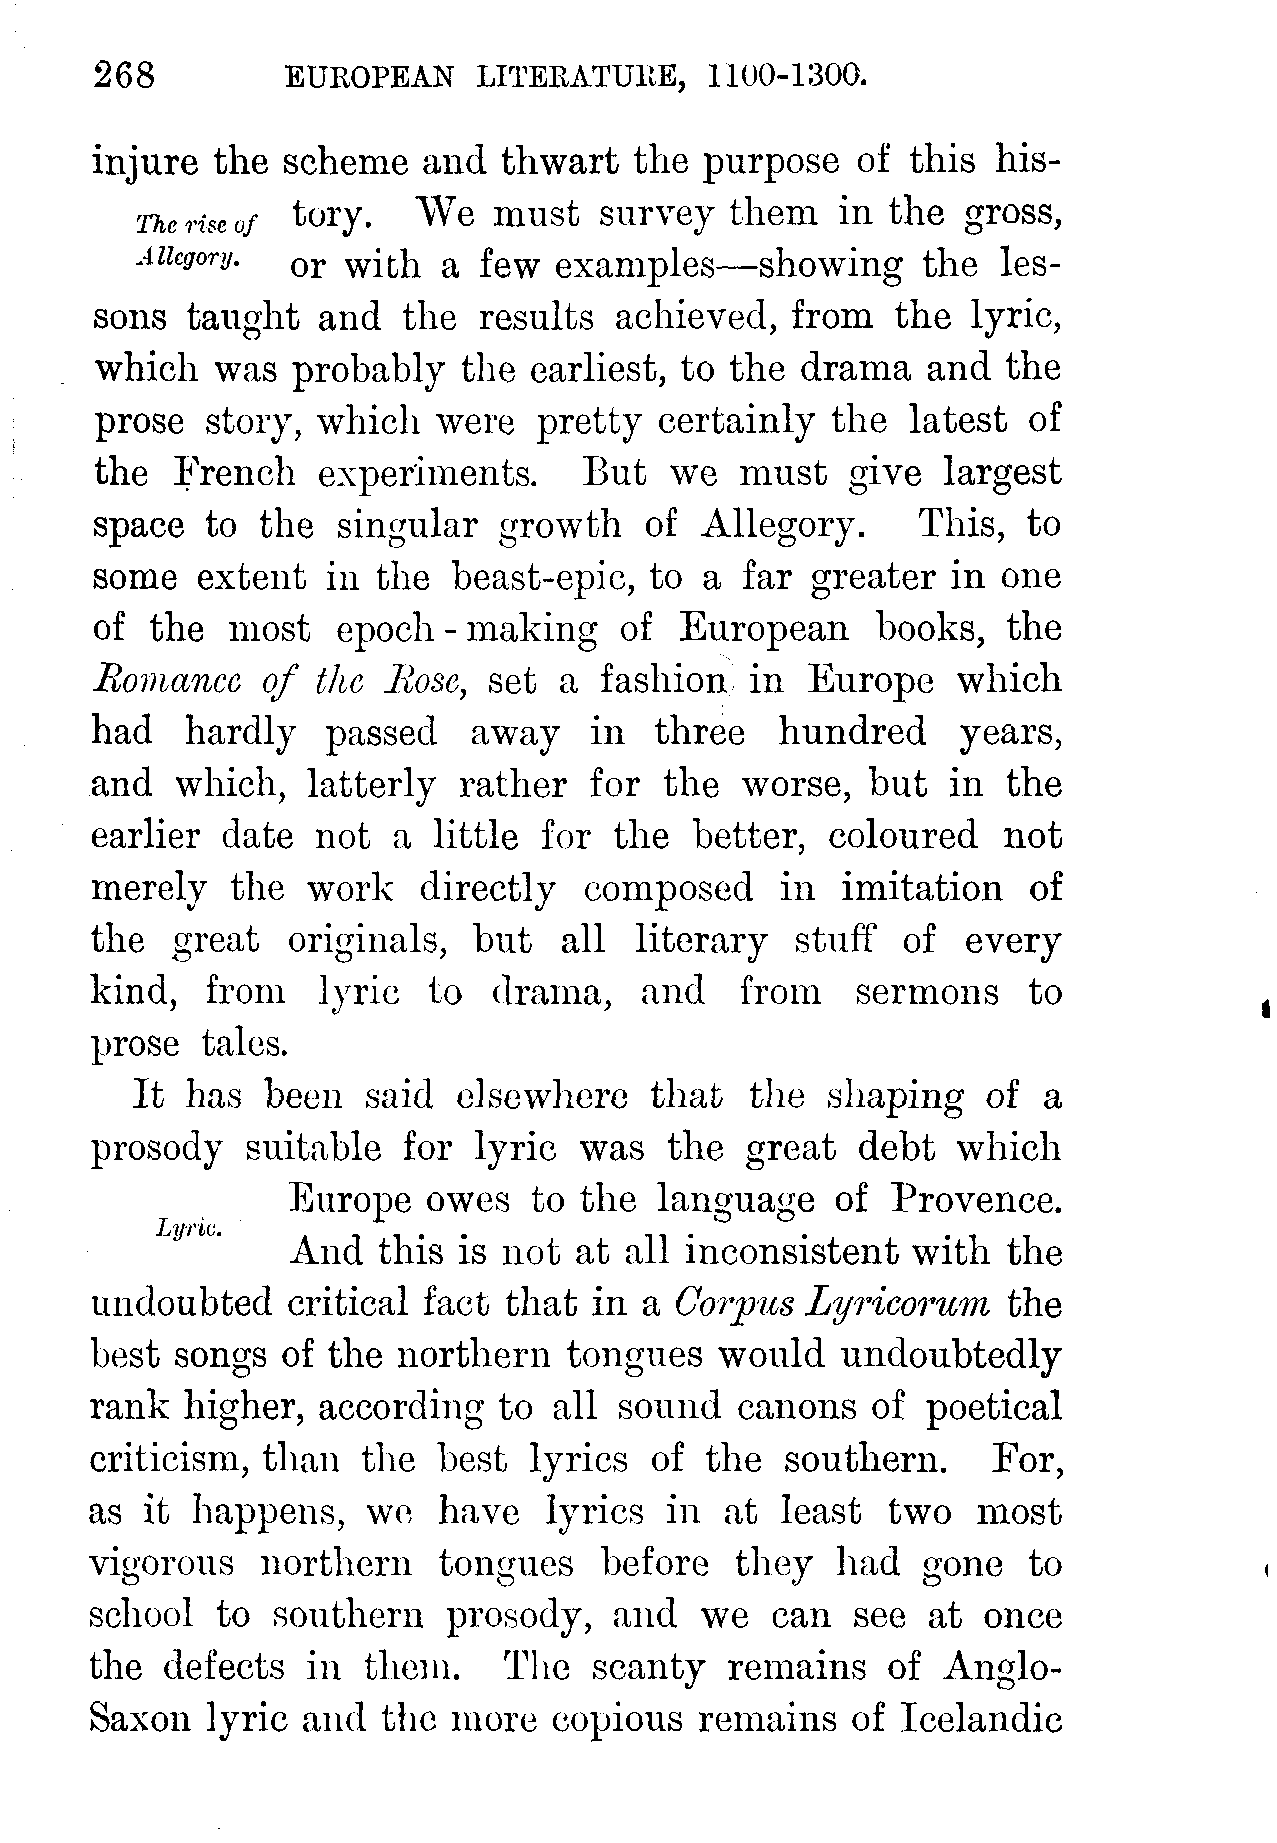 268 EUROPEAN LITERATURE, 1100-1300.
injure the scheme and thwart the purpose of this his-
The rise of
Allegory.
tory. We must survey them in the gross,
or with a few examples—showing the les-
sons taught and the results achieved, from the lyric,
which was probably the earliest, to the drama and the
prose story, which were pretty certainly the latest of
the French experiments. But we must give largest
space to the singular growth of Allegory. This, to
some extent in the beast-epic, to a far greater in one
of the most epoch-making of European books, the
Romance of the Rose, set a fashion in Europe which
had hardly passed away in three hundred years,
and which, latterly rather for the worse, but in the
earlier date not a little for the better, coloured not
merely the work directly composed in imitation of
the great originals, but all literary stuff of every
kind, from lyric to drama, and from sermons to
prose tales.
It has been said elsewhere that the shaping of a
prosody suitable for lyric was the great debt which
Lyric.
Europe owes to the language of Provence.
And this is not at all inconsistent with the
undoubted critical fact that in a Corpus Lyricorum the
best songs of the northern tongues would undoubtedly
rank higher, according to all sound canons of poetical
criticism, than the best lyrics of the southern. For,
as it happens, we have lyrics in at least two most
vigorous northern tongues before they had gone to
school to southern prosody, and we can see at once
the defects in them. The scanty remains of Anglo-
Saxon lyric and the more copious remains of Icelandic